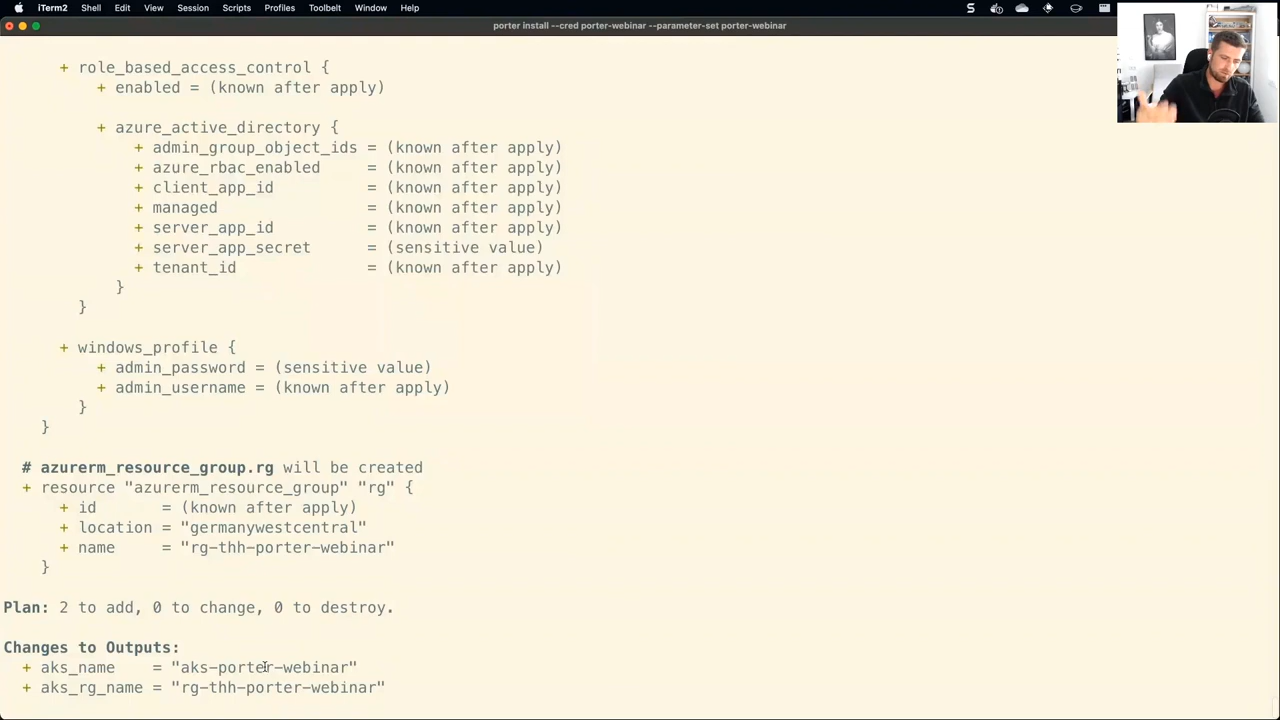 iTerm2 Shell Edit View Session Scripts Profiles Toolbelt Window Help
porter install --cred porter-webinar --parameter-set porter-webinar
+ role_based_access_control {
+ enabled = (known after apply)
+ azure_active_directory {
+ admin_group_object_ids = (known after apply)
+ azure_rbac_enabled = (known after apply)
+ client_app_id = (known after apply)
+ managed = (known after apply)
+ server_app_id = (known after apply)
+ server_app_secret = (sensitive value)
+ tenant_id = (known after apply)
}
}
+ windows_profile {
+ admin_password = (sensitive value)
+ admin_username = (known after apply)
}
}
# azurerm_resource_group.rg will be created
+ resource "azurerm_resource_group" "rg" {
+ id = (known after apply)
+ location = "germanywestcentral"
+ name = "rg-thh-porter-webinar"
}
Plan: 2 to add, 0 to change, 0 to destroy.
Changes to Outputs:
+ aks_name = "aks-porter-webinar"
+ aks_rg_name = "rg-thh-porter-webinar"